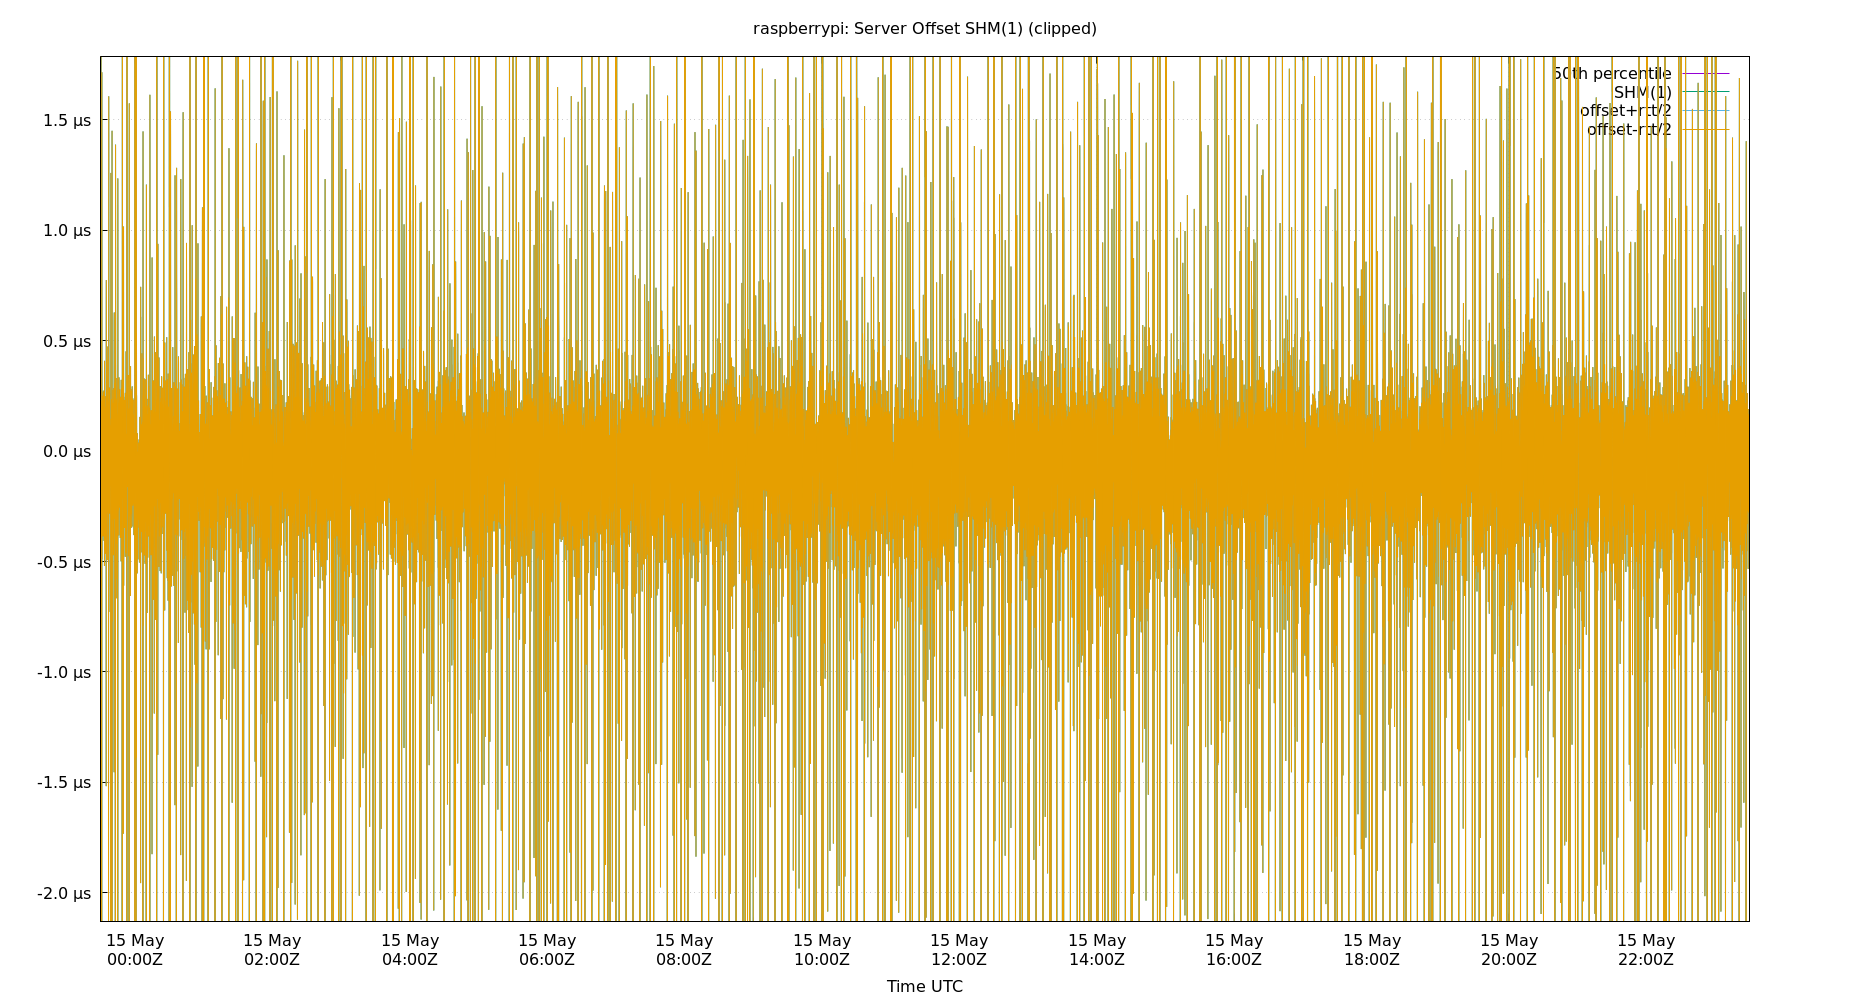 raspberrypi: Server Offset SHM(1) (clipped)
50th percentile
SHM(1)
offset+rtt/2
offset-rtt/2
1.5 µs
1.0 µs
0.5 µs
0.0 µs
-0.5 µs
-1.0 µs
-1.5 µs
-2.0 µs
15 May 15 May 15 May 15 May 15 May 15 May 15 May 15 May 15 May 15 May 15 May 15 May
00:00Z 02:00Z 04:00Z 06:00Z 08:00Z 10:00Z 12:00Z 14:00Z 16:00Z 18:00Z 20:00Z 22:00Z
Time UTC